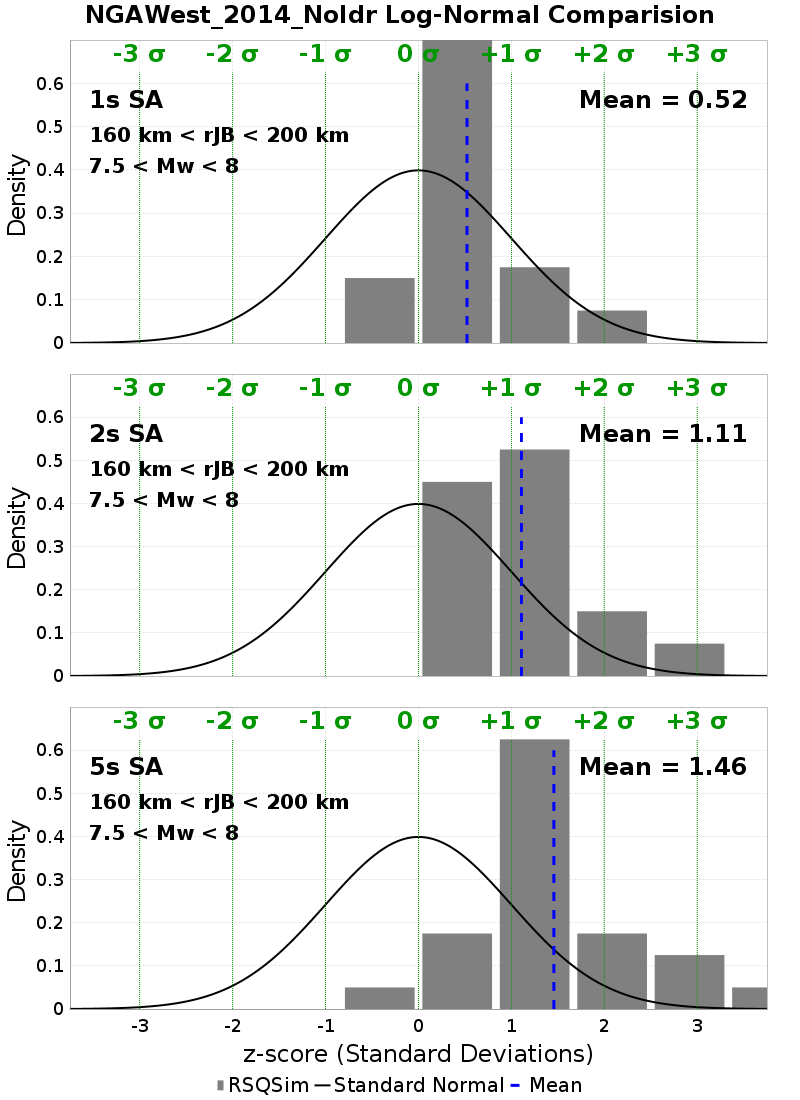 NGAWest_2014_NoIdr Log-Normal Comparision
-3 σ -2 σ -1 σ 0 σ +1 σ +2 σ +3 σ
1s SA Mean = 0.52
160 km < rJB < 200 km
7.5 < Mw < 8
0.6
0.5
0.4
0.3
0.2
0.1
0
Density
-3 σ -2 σ -1 σ 0 σ +1 σ +2 σ +3 σ
2s SA Mean = 1.11
160 km < rJB < 200 km
7.5 < Mw < 8
0.6
0.5
0.4
0.3
0.2
0.1
0
Density
-3 σ -2 σ -1 σ 0 σ +1 σ +2 σ +3 σ
5s SA Mean = 1.46
160 km < rJB < 200 km
7.5 < Mw < 8
0.6
0.5
0.4
0.3
0.2
0.1
0
Density
-3 -2 -1 0 1 2 3
z-score (Standard Deviations)
RSQSim Standard Normal Mean